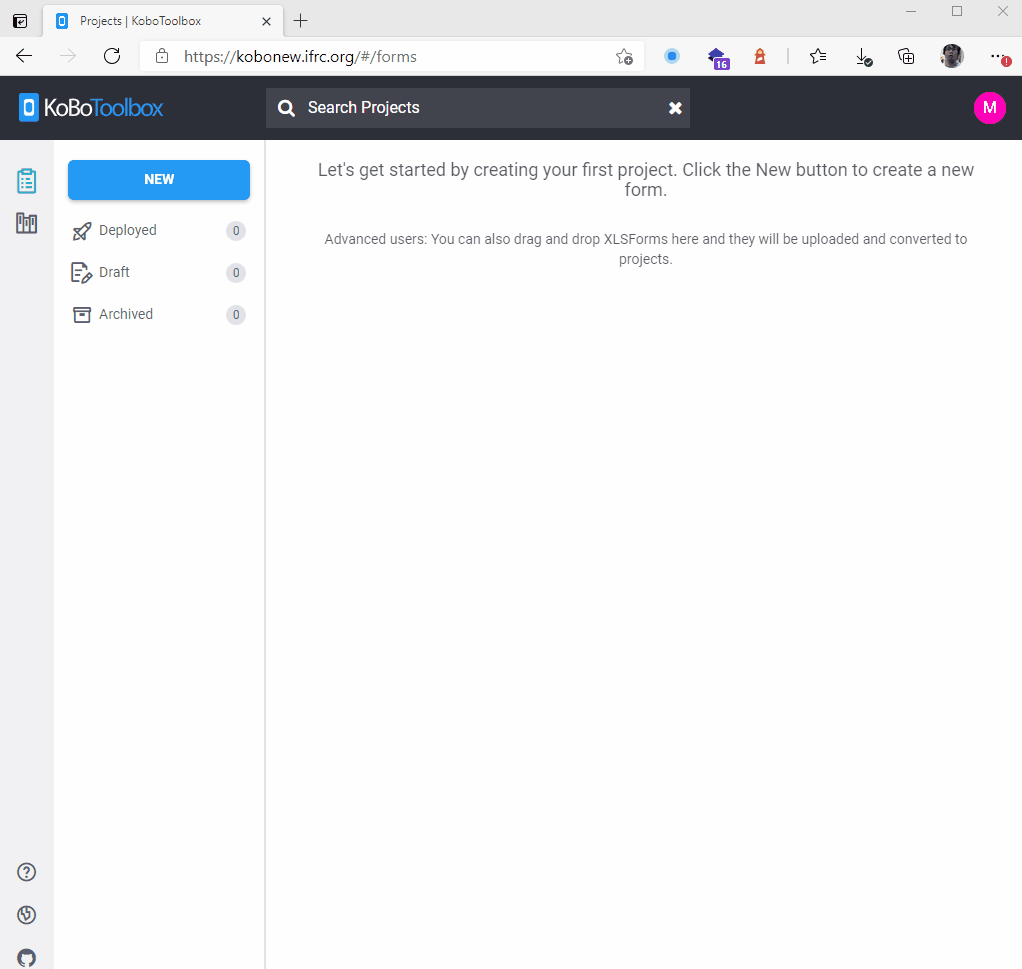 Projects | KoboToolbox
https://kobonew.ifrc.org/#/forms
16
KoBoToolbox
Search Projects
M
NEW
Deployed 0
Draft 0
Archived 0
Let's get started by creating your first project. Click the New button to create a new
form.
Advanced users: You can also drag and drop XLSForms here and they will be uploaded and converted to
projects.